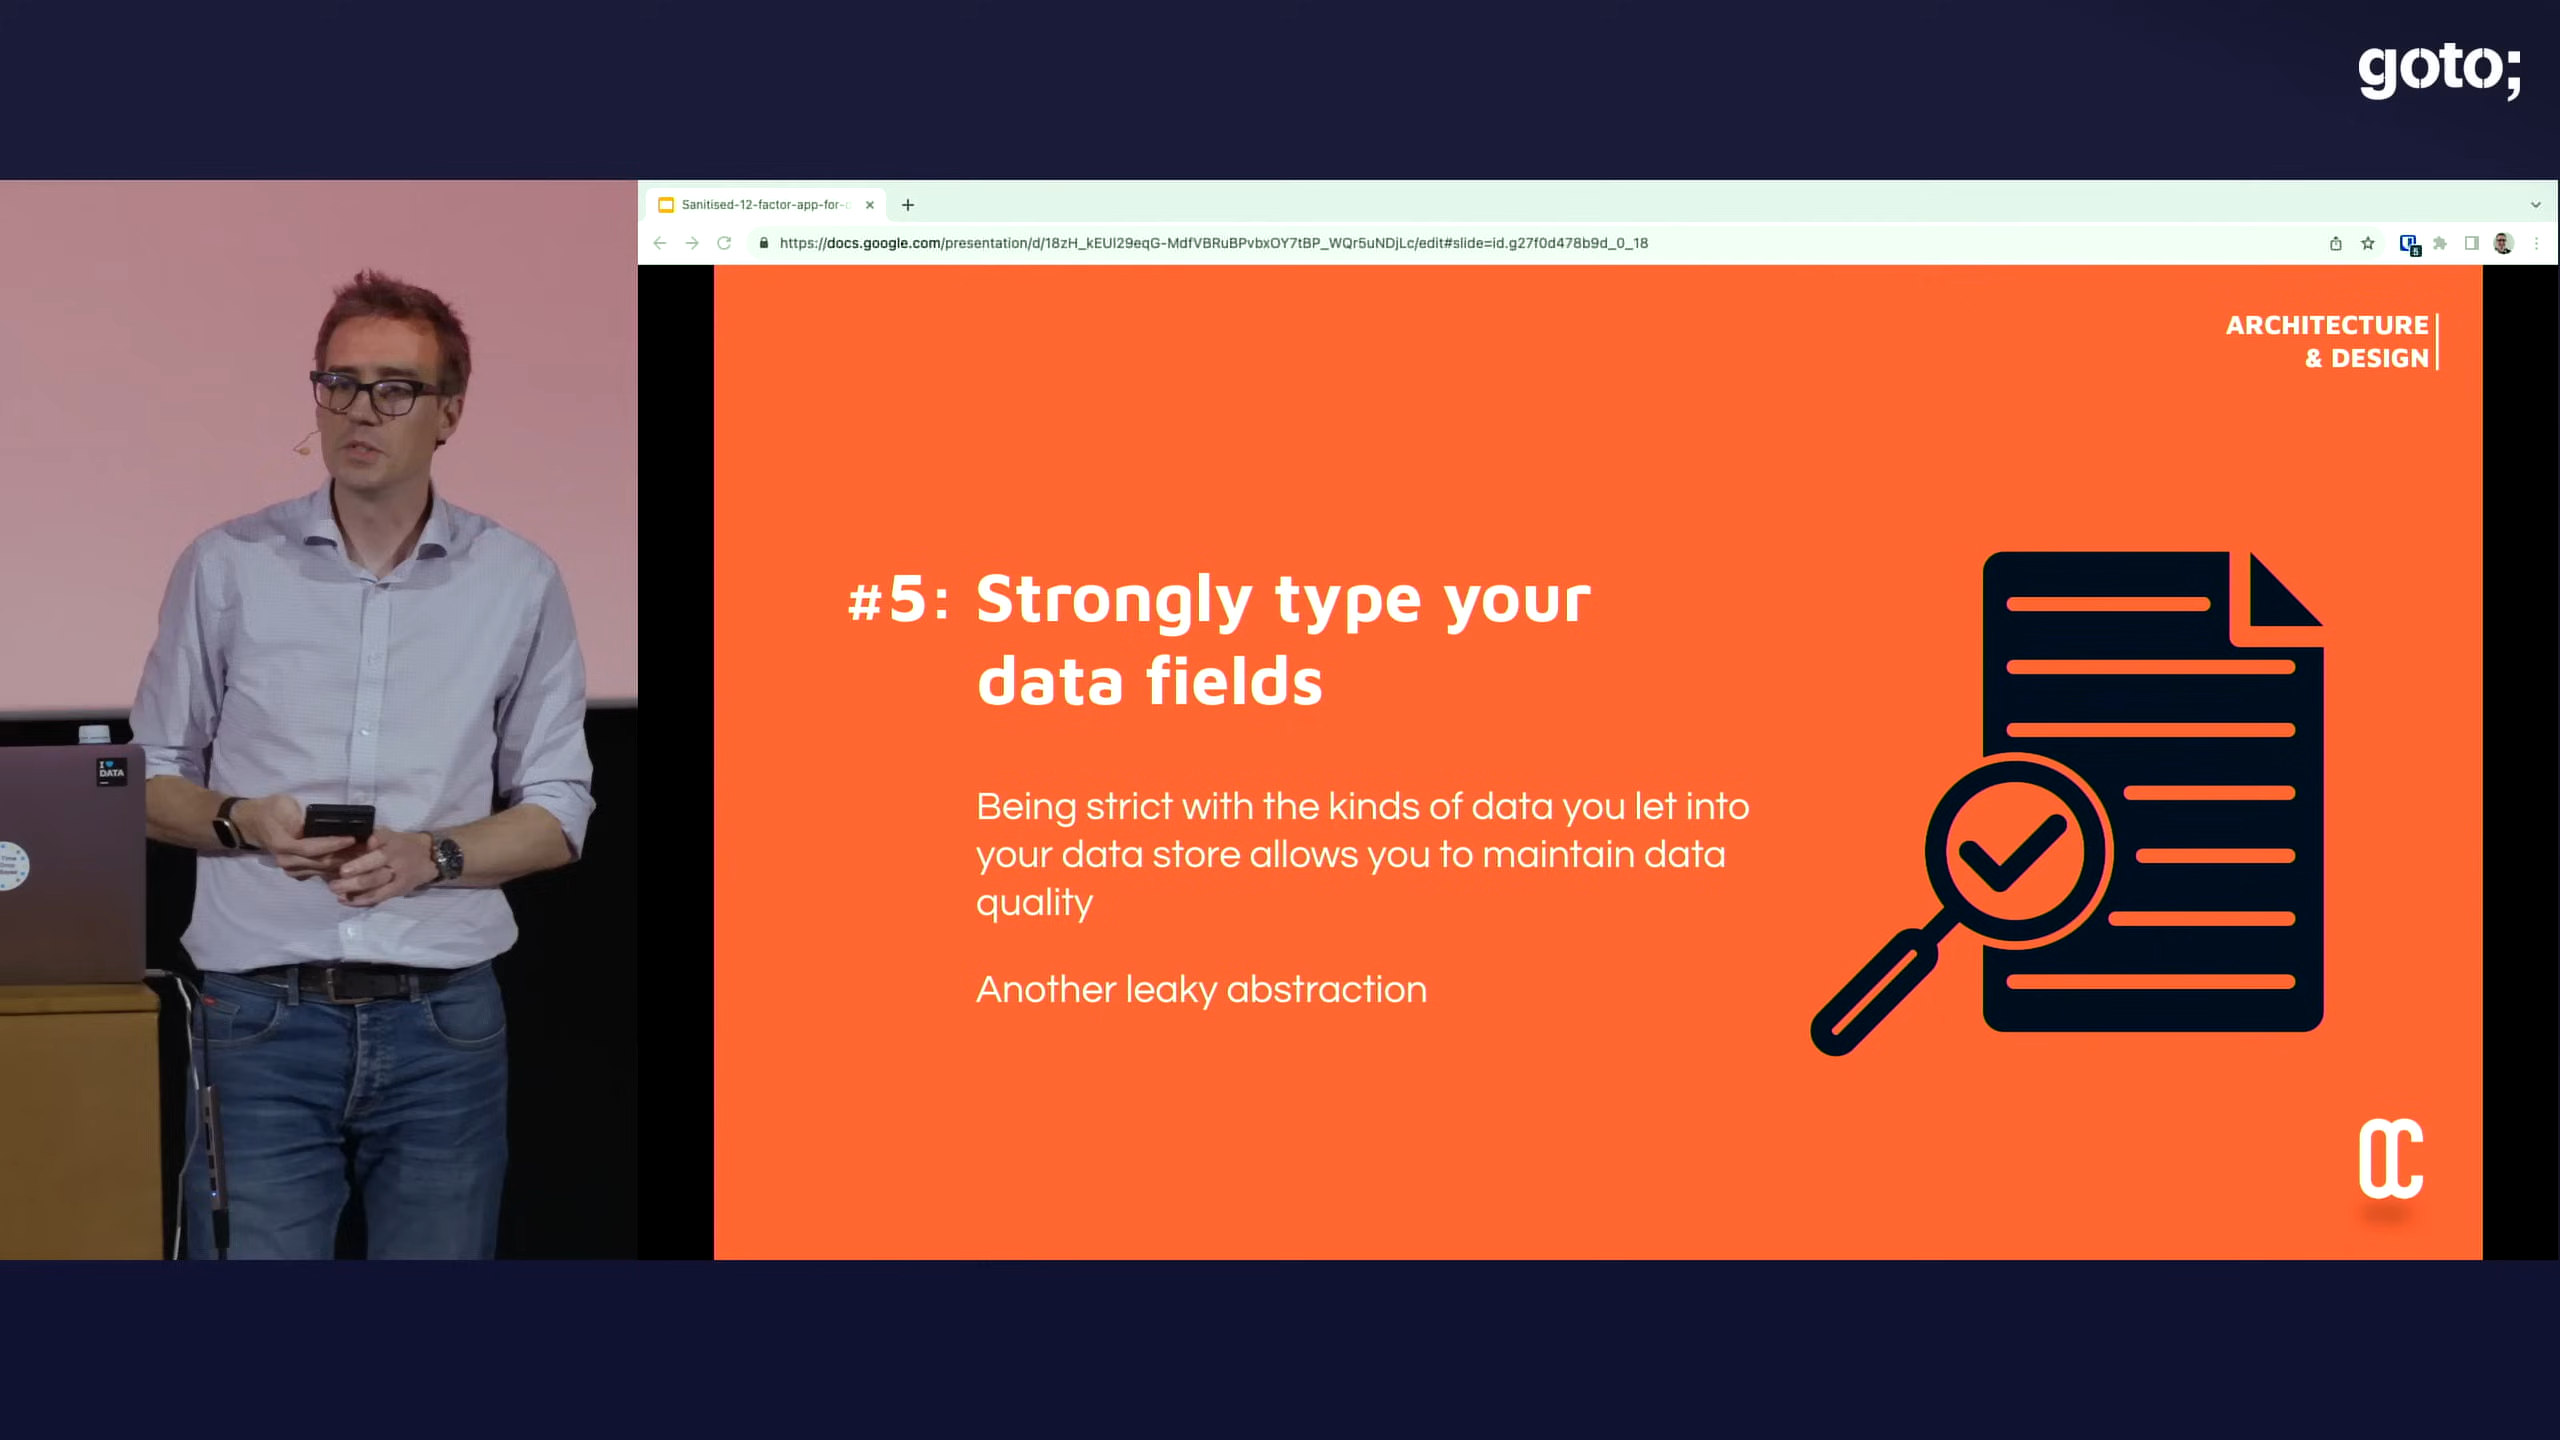 goto;
Sanitised-12-factor-app-for-
https://docs.google.com/presentation/d/18zH_kEUl29eqG-MdfVBRuBPvbxOY7tBP_WQr5uNDjLc/edit#slide=id.g27f0d478b9d_0_18
ARCHITECTURE
& DESIGN
#5: Strongly type your
data fields
Being strict with the kinds of data you let into
your data store allows you to maintain data
quality
Another leaky abstraction
I
DATA